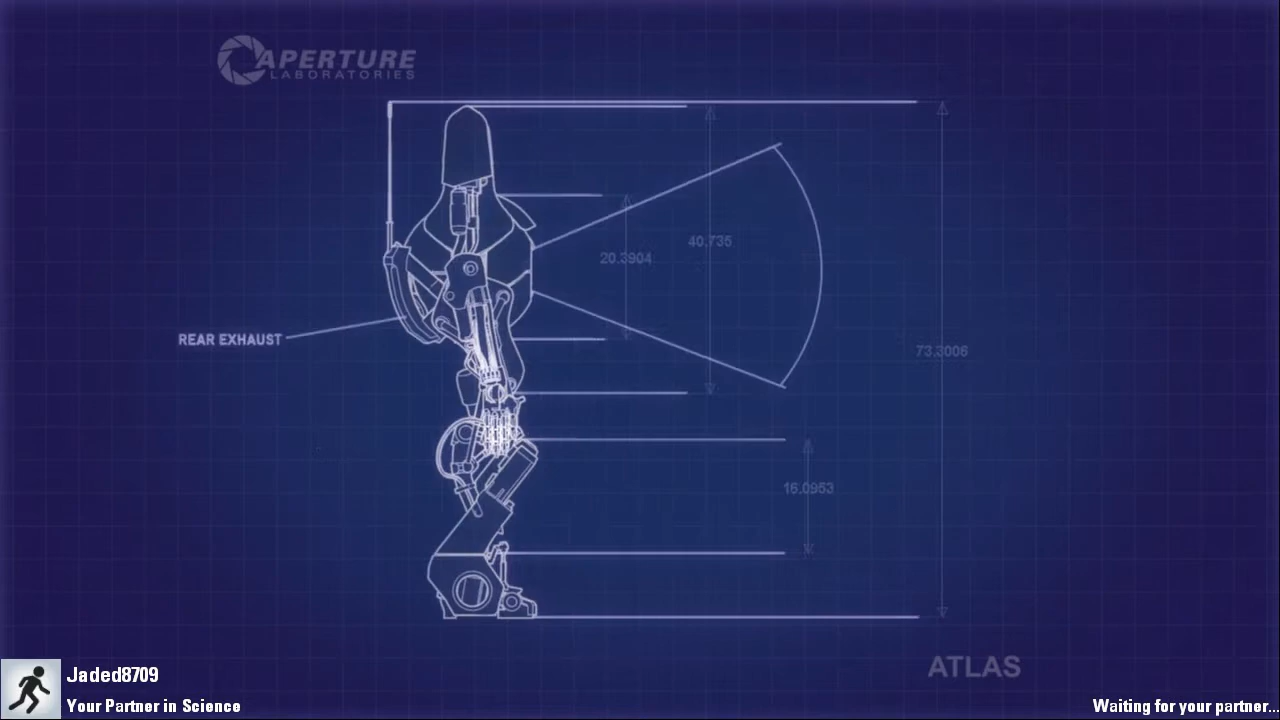 APERTURE
LABORATORIES
40.735
20.3904
REAR EXHAUST
73.3006
16.0953
ATLAS
Jaded8709
Your Partner in Science
Waiting for your partner...